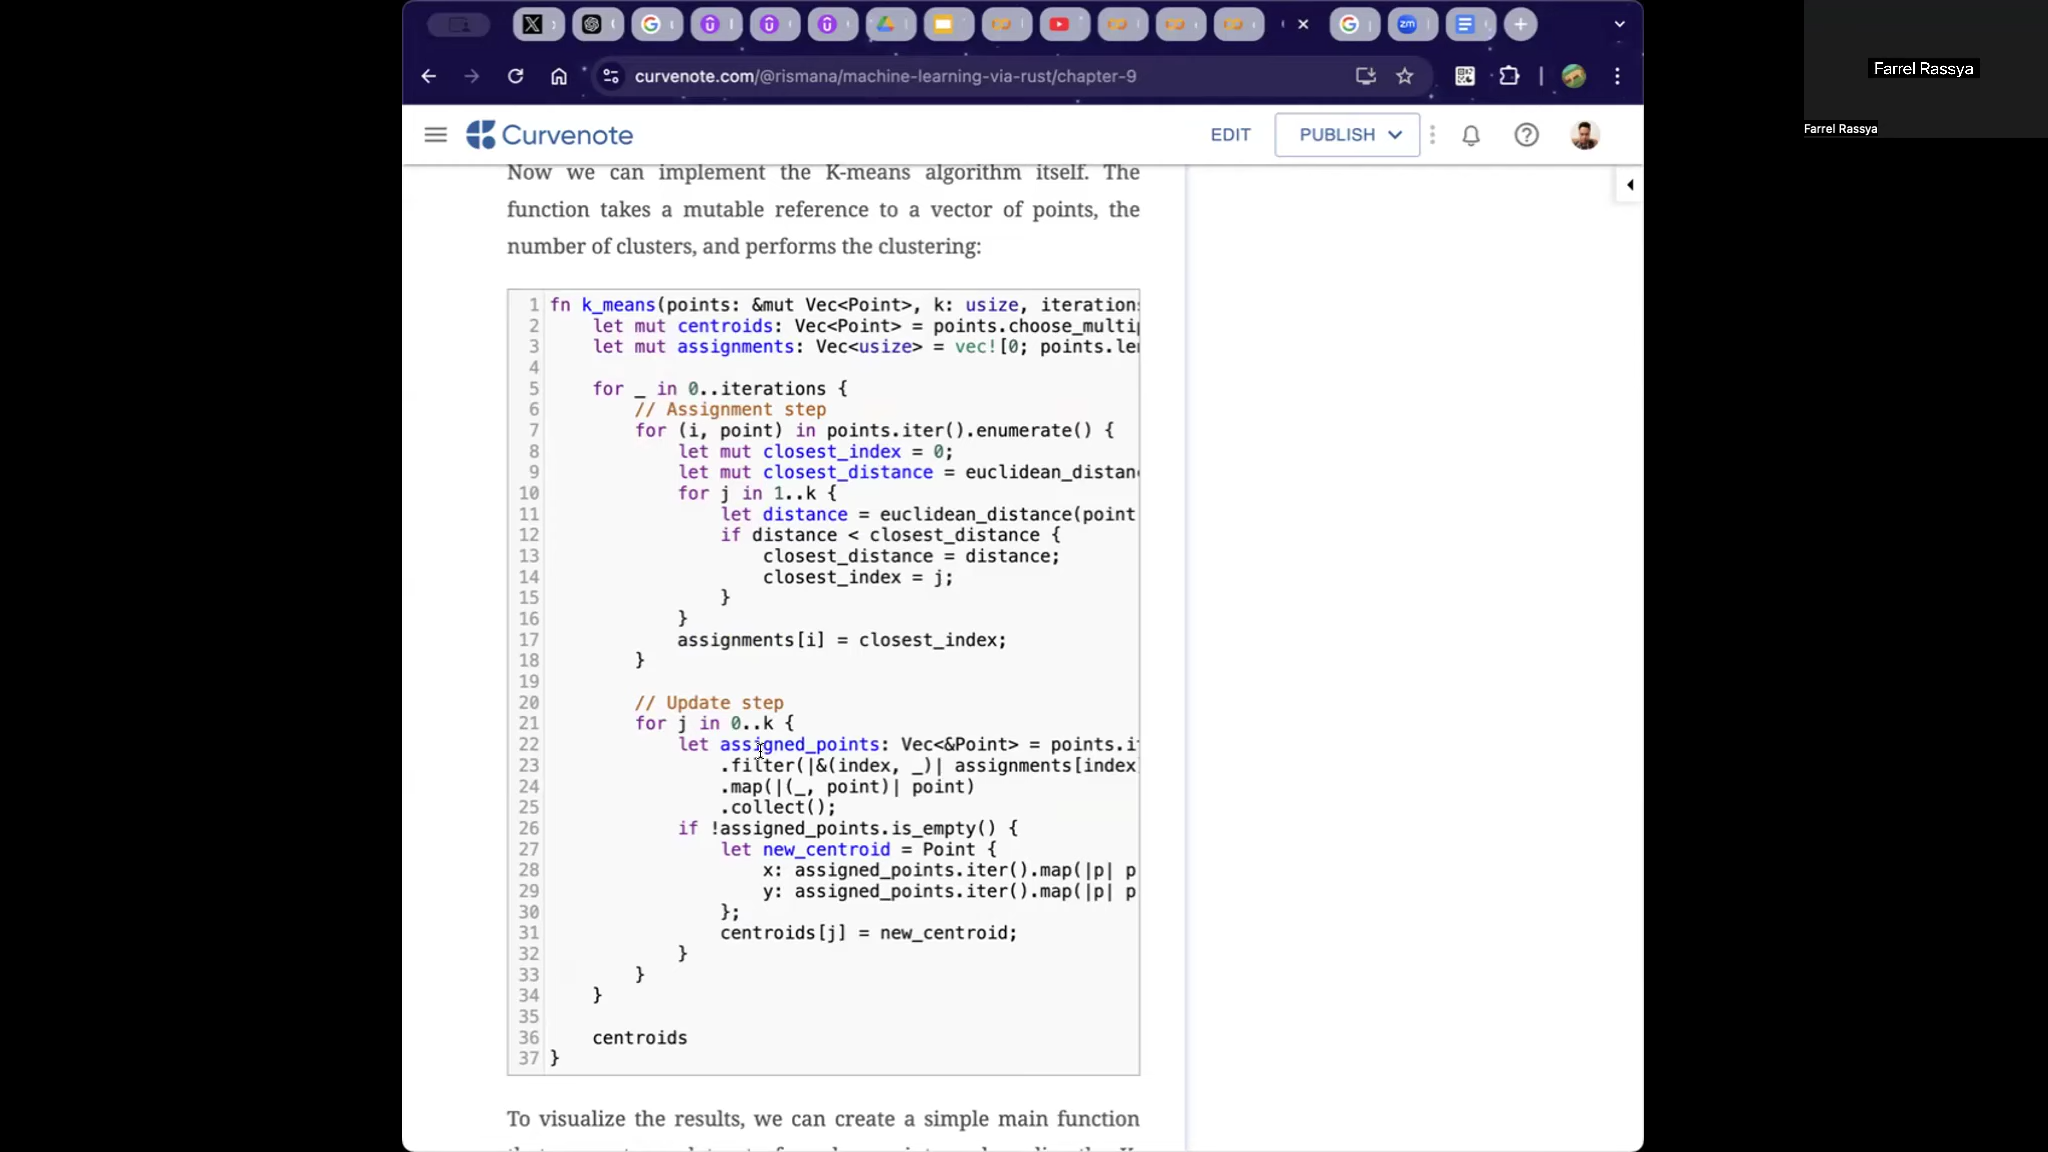 zm
curvenote.com/@rismana/machine-learning-via-rust/chapter-9
Farrel Rassya
Farrel Rassya
Curvenote
EDIT
PUBLISH
Now we can implement the K-means algorithm itself. The
function takes a mutable reference to a vector of points, the
number of clusters, and performs the clustering:
1 fn k_means(points: &mut Vec<Point>, k: usize, iteration
2     let mut centroids: Vec<Point> = points.choose_multip
3     let mut assignments: Vec<usize> = vec![0; points.len
4
5     for _ in 0..iterations {
6         // Assignment step
7         for (i, point) in points.iter().enumerate() {
8             let mut closest_index = 0;
9             let mut closest_distance = euclidean_distanc
10             for j in 1..k {
11                 let distance = euclidean_distance(point
12                 if distance < closest_distance {
13                     closest_distance = distance;
14                     closest_index = j;
15                 }
16             }
17             assignments[i] = closest_index;
18         }
19
20         // Update step
21         for j in 0..k {
22             let assigned_points: Vec<&Point> = points.it
23                 .filter(|&(index, _)| assignments[index]
24                 .map(|(_, point)| point)
25                 .collect();
26             if !assigned_points.is_empty() {
27                 let new_centroid = Point {
28                     x: assigned_points.iter().map(|p| p
29                     y: assigned_points.iter().map(|p| p
30                 };
31                 centroids[j] = new_centroid;
32             }
33         }
34     }
35
36     centroids
37 }
To visualize the results, we can create a simple main function